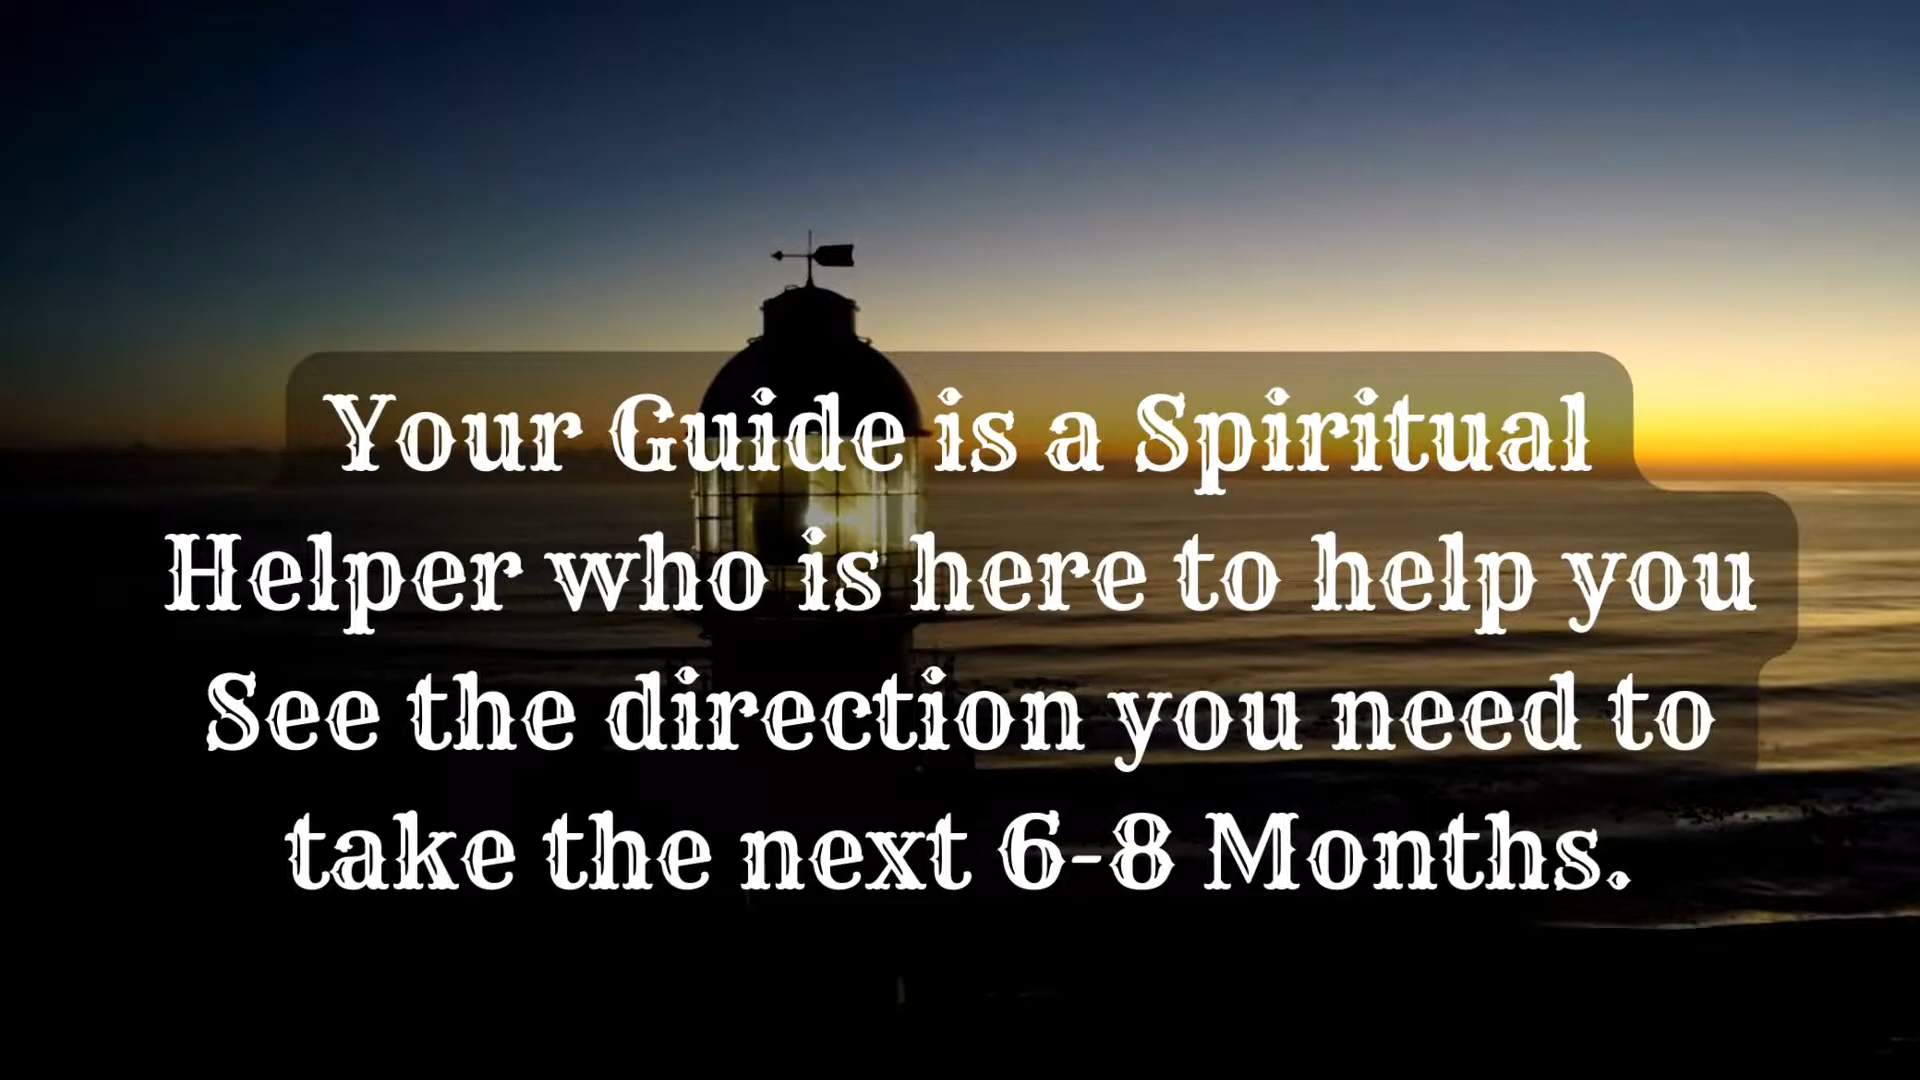 Your Guide is a Spiritual
Helper who is here to help you
See the direction you need to
take the next 6-8 Months.